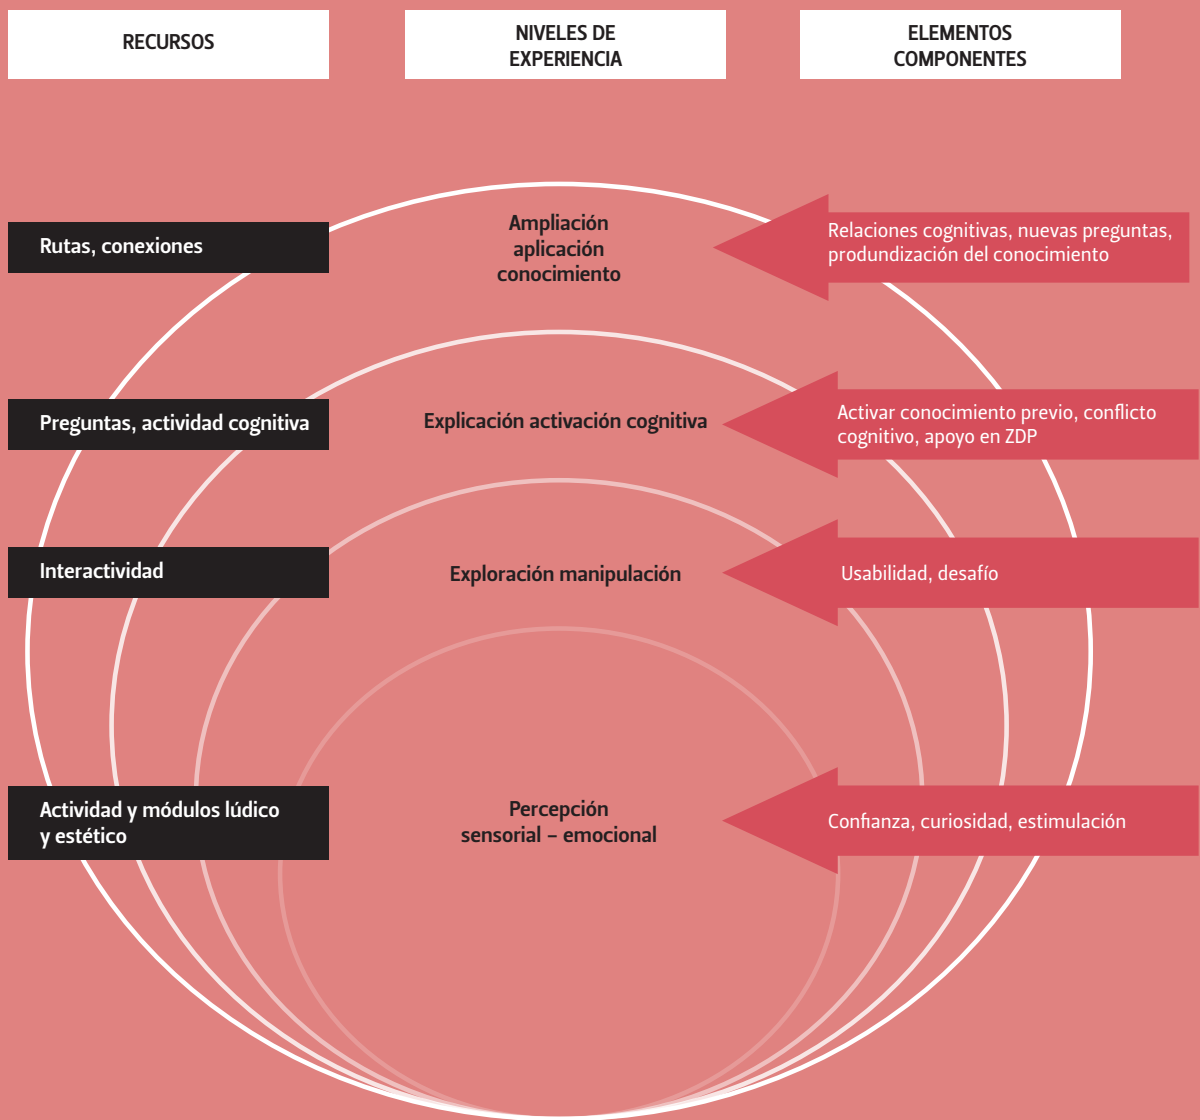 RECURSOS
NIVELES DE
EXPERIENCIA
ELEMENTOS
COMPONENTES
Rutas, conexiones
Ampliación
aplicación
conocimiento
Relaciones cognitivas, nuevas preguntas,
produndización del conocimiento
Preguntas, actividad cognitiva
Explicación activación cognitiva
Activar conocimiento previo, conflicto
cognitivo, apoyo en ZDP
Interactividad
Exploración manipulación
Usabilidad, desafío
Actividad y módulos lúdico
y estético
Percepción
sensorial – emocional
Confianza, curiosidad, estimulación